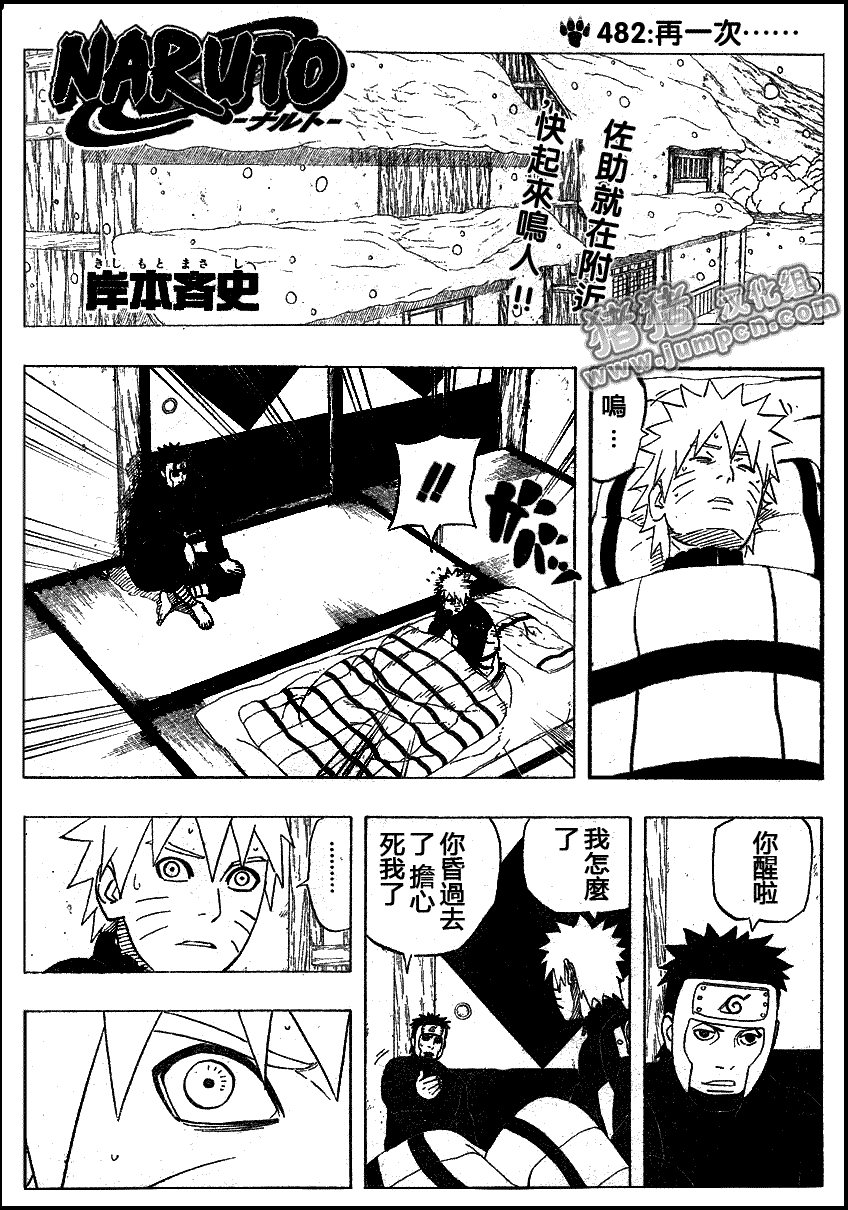 482:再一次……
NARUTO
-ナルト-
佐助就在附近
快起來鳴人!!
きし もと まさ し
岸本斉史
猪猪汉化组
www.jumpcn.com
嗚…
!!
ガバッ
你醒啦
我怎麼
了
你昏過去
了 擔心
死我了
………